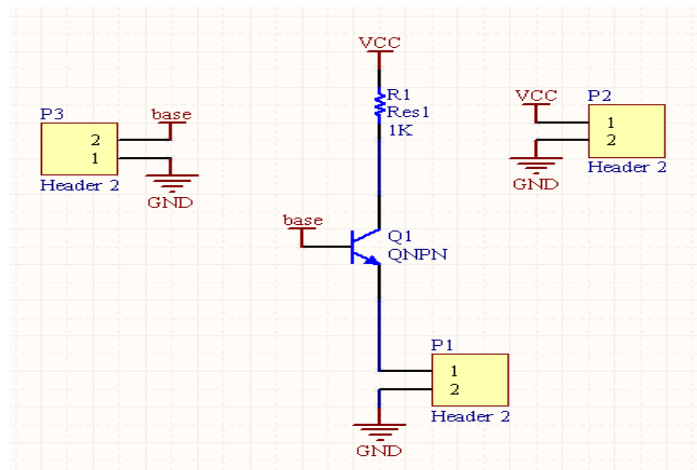 VCC
R1
Res1
1K
P3
base
2
1
Header 2
GND
VCC
P2
1
2
Header 2
GND
base
Q1
QNPN
P1
1
2
Header 2
GND